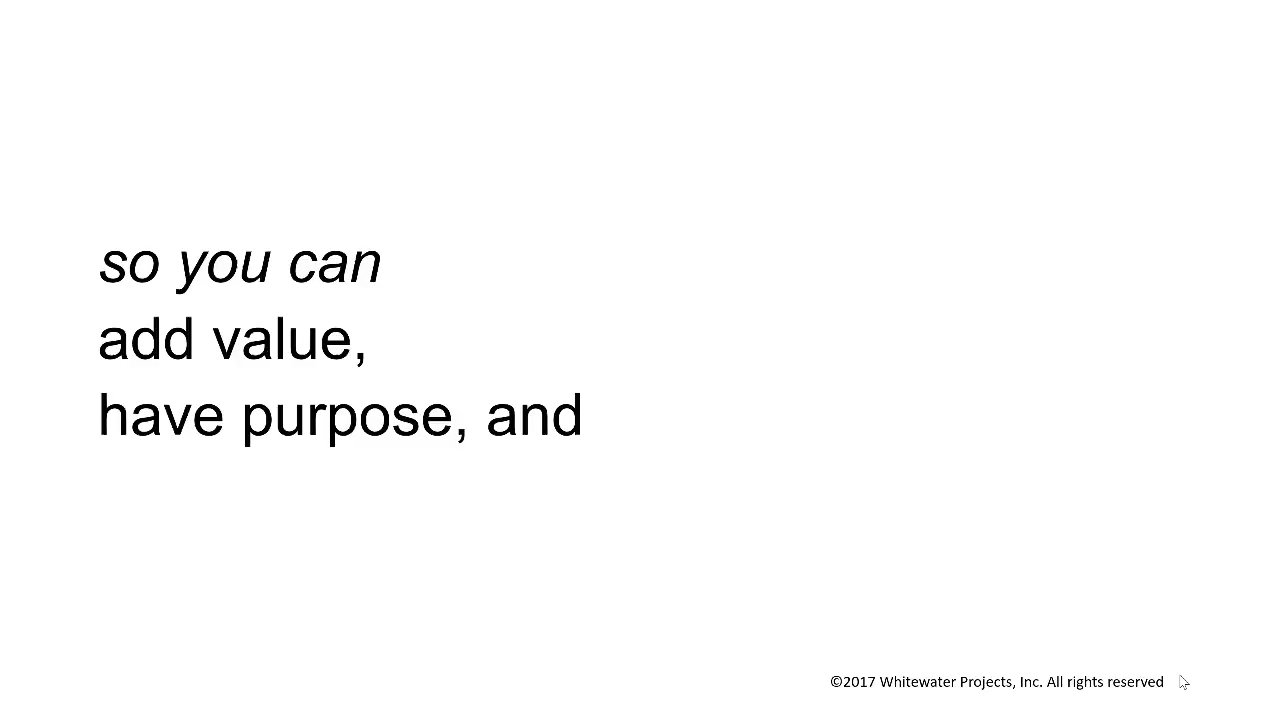 so you can
add value,
have purpose, and
©2017 Whitewater Projects, Inc. All rights reserved